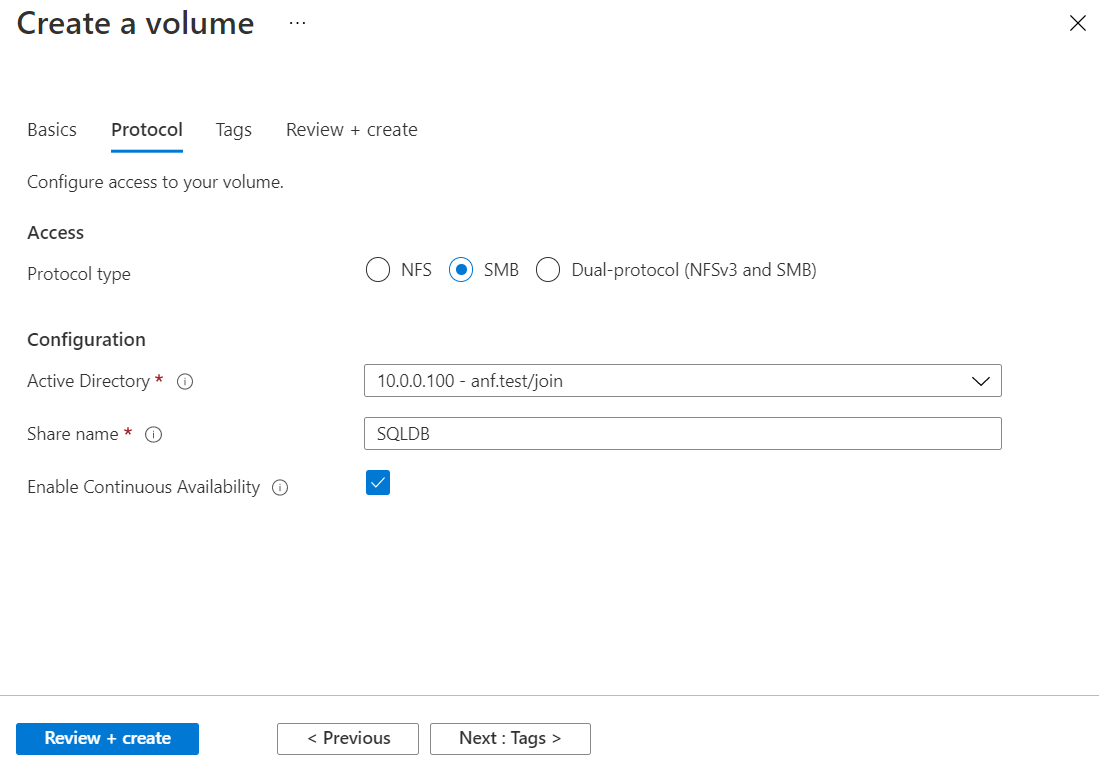 Create a volume ...
Basics Protocol Tags Review + create
Configure access to your volume.
Access
Protocol type NFS SMB Dual-protocol (NFSv3 and SMB)
Configuration
Active Directory * 10.0.0.100 - anf.test/join
Share name * SQLDB
Enable Continuous Availability
Review + create < Previous Next : Tags >